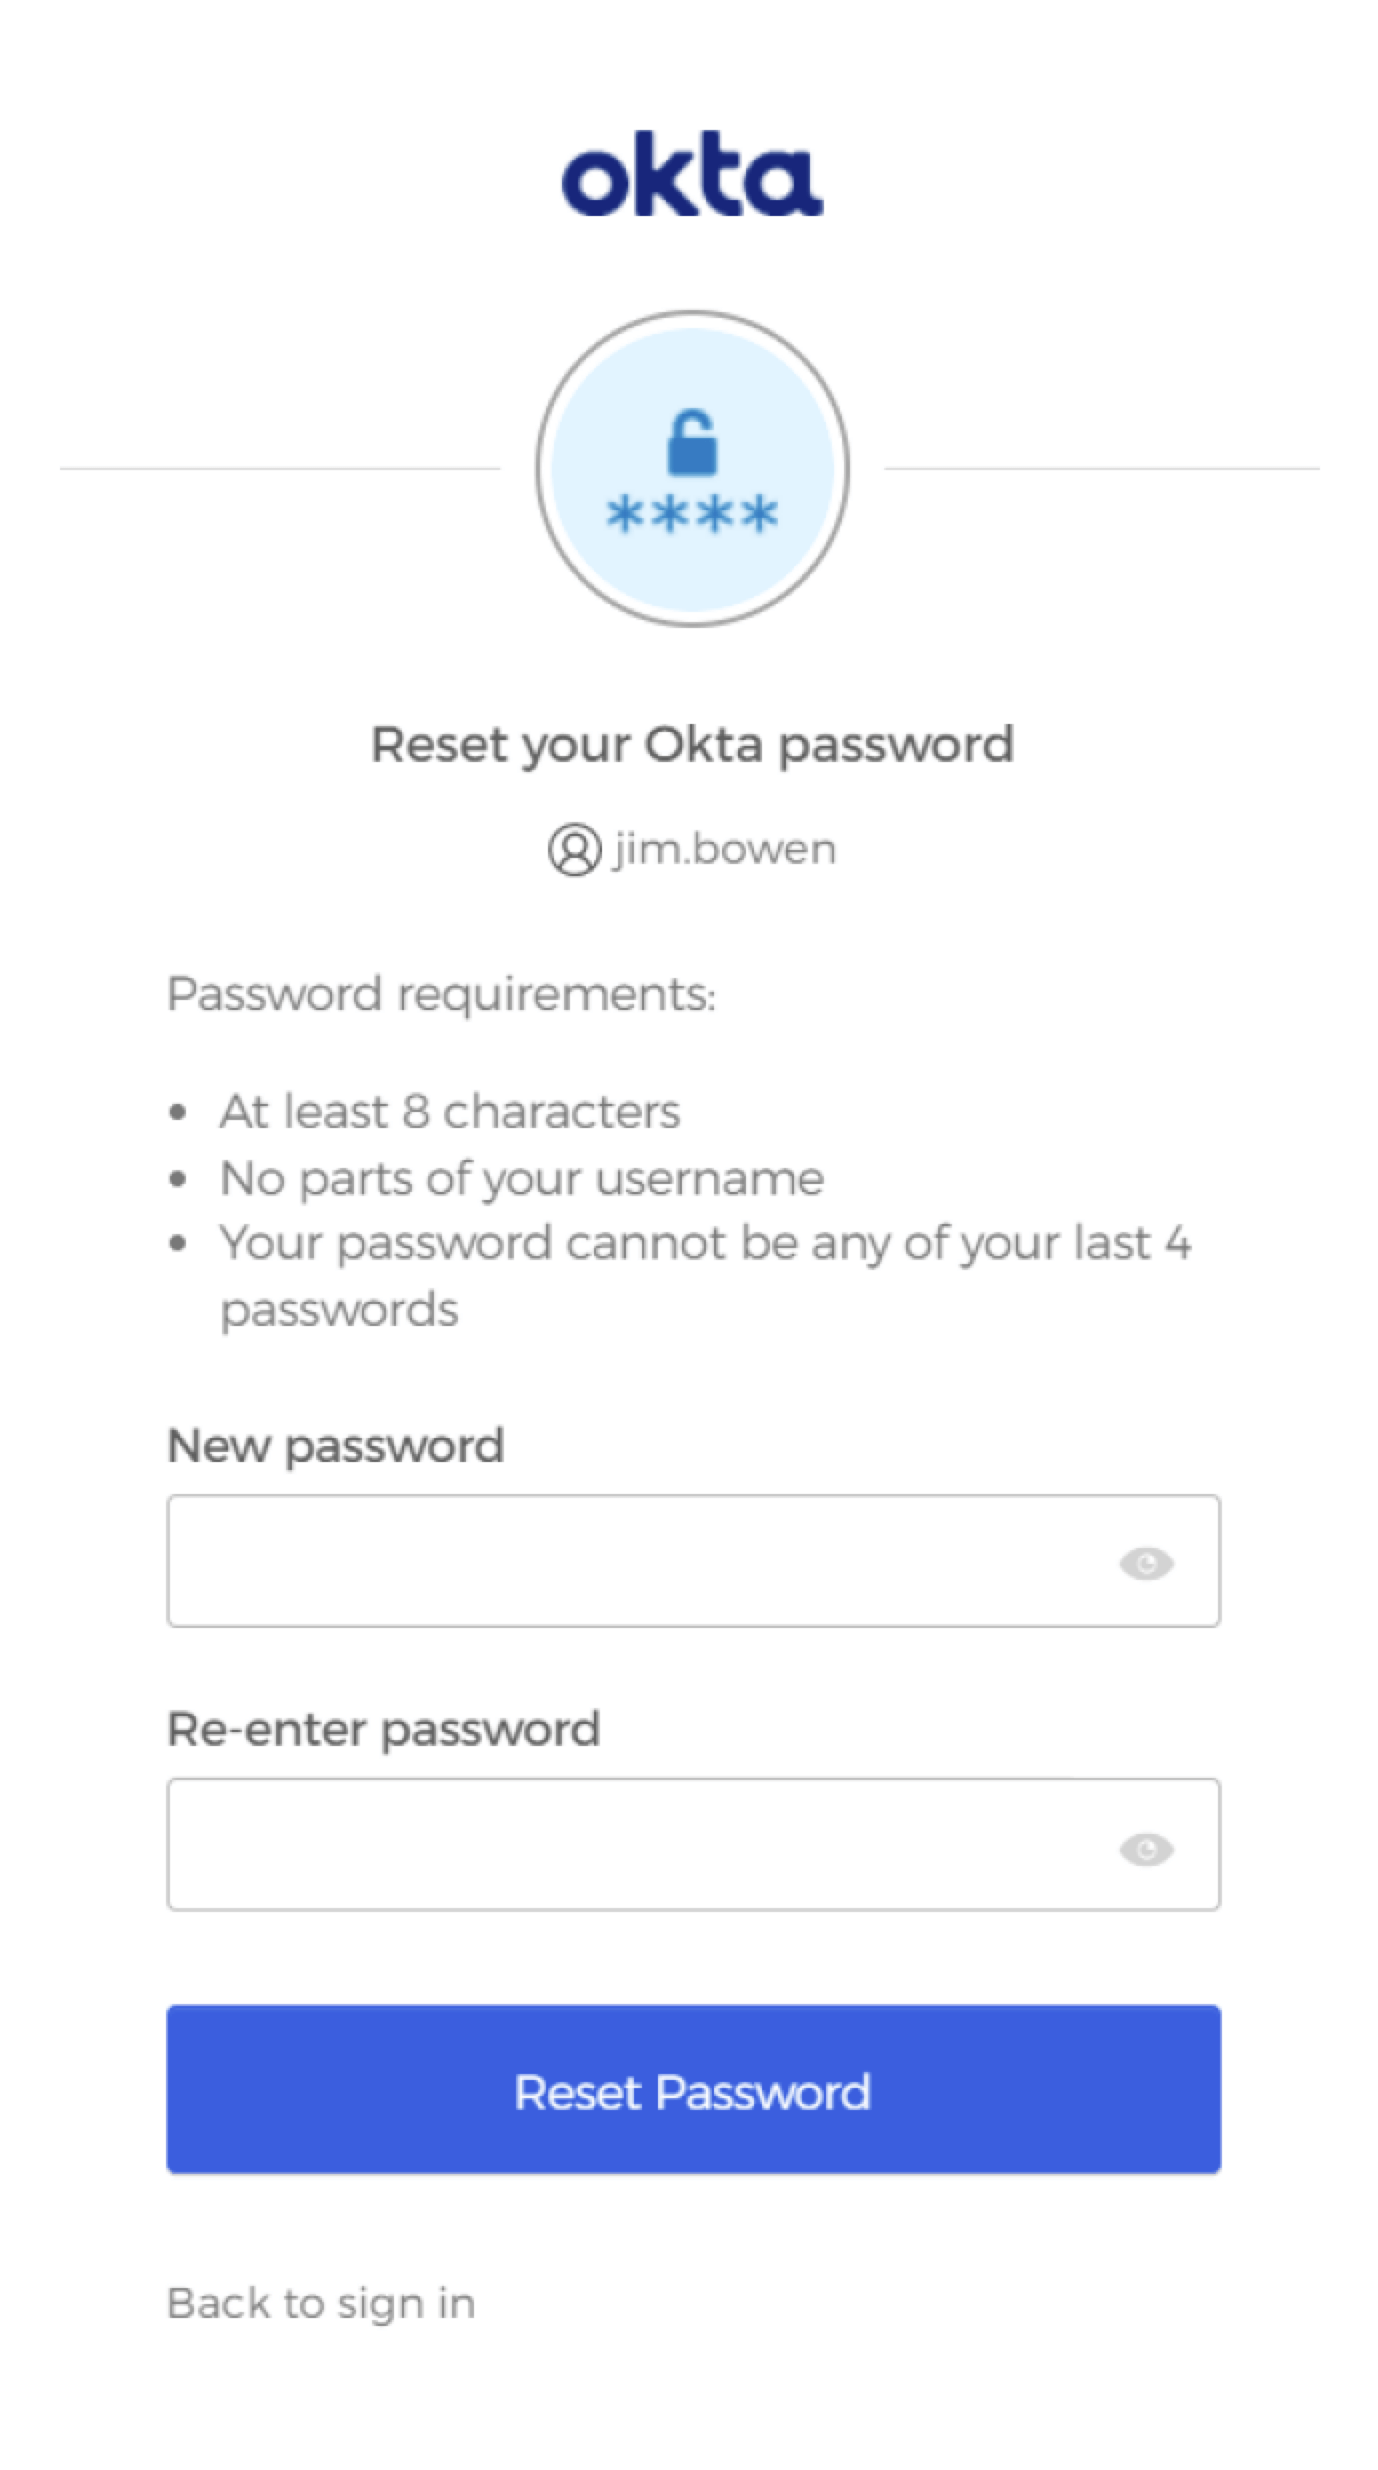 okta
****
Reset your Okta password
jim.bowen
Password requirements:
• At least 8 characters
• No parts of your username
• Your password cannot be any of your last 4
passwords
New password
Re-enter password
Reset Password
Back to sign in